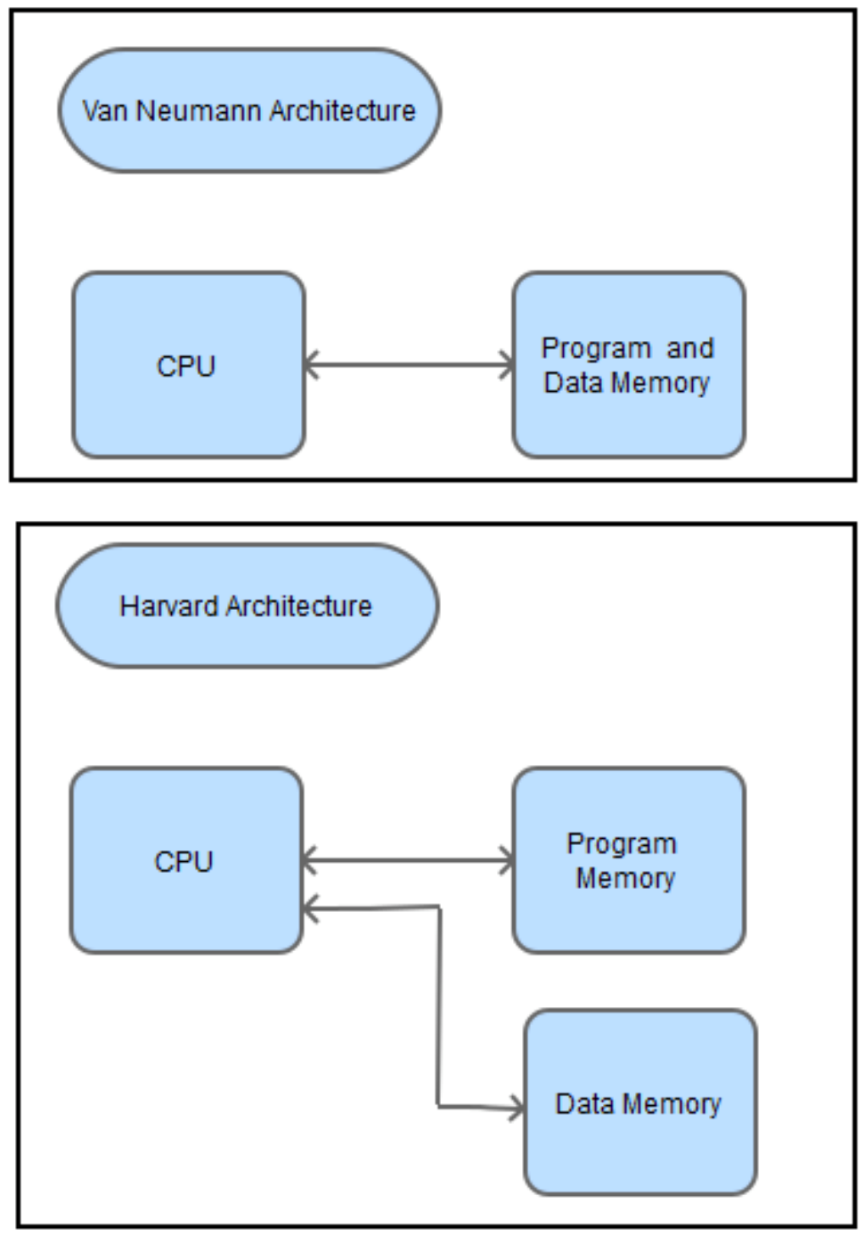 Van Neumann Architecture
CPU
Program and
Data Memory
Harvard Architecture
CPU
Program
Memory
Data Memory